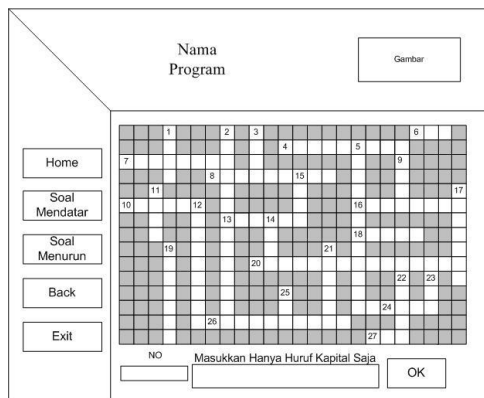 Nama
Program
Gambar
1 2 3 6
4 5
7 9
8 15
11 17
10 12 16
13 14
18
19 21
20
22 23
25
24
26
27
Home
Soal
Mendatar
Soal
Menurun
Back
Exit
NO
Masukkan Hanya Huruf Kapital Saja
OK